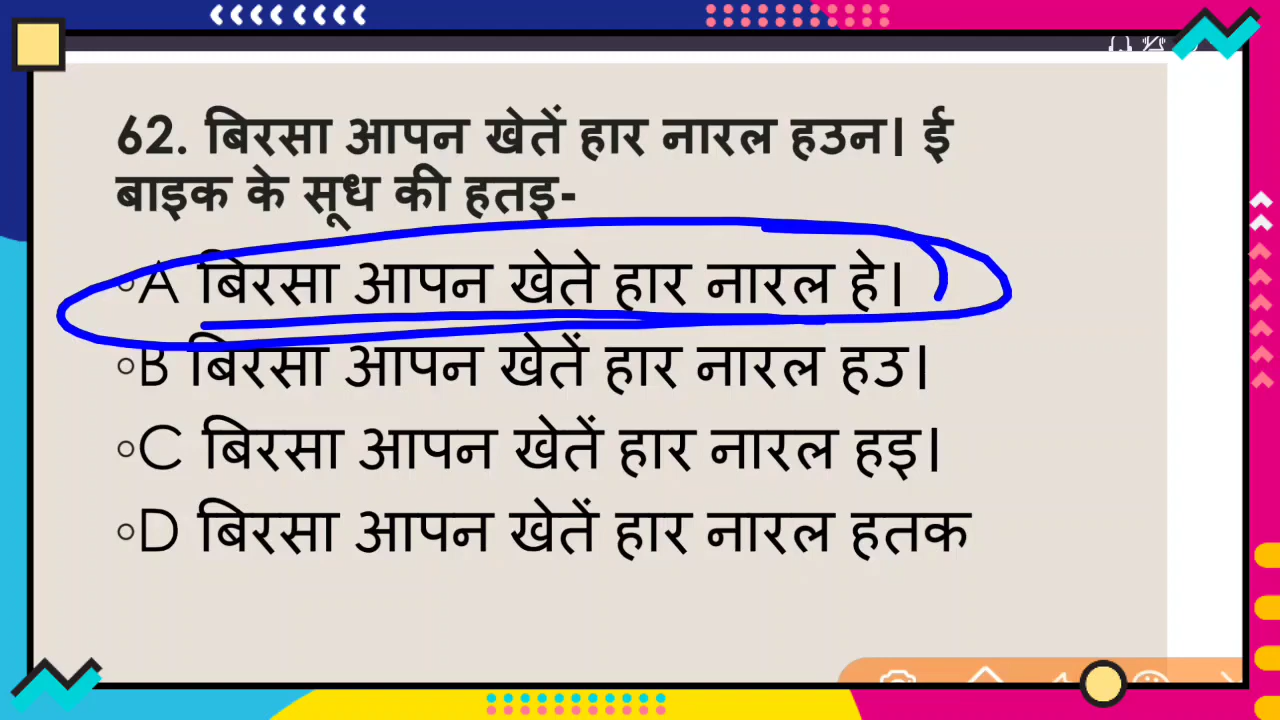 62. बिरसा आपन खेतें हार नारल हउन। ई
बाइक के सूध की हतइ-
◦A बिरसा आपन खेते हार नारल हे।
◦B बिरसा आपन खेतें हार नारल हउ।
◦C बिरसा आपन खेतें हार नारल हइ।
◦D बिरसा आपन खेतें हार नारल हतक